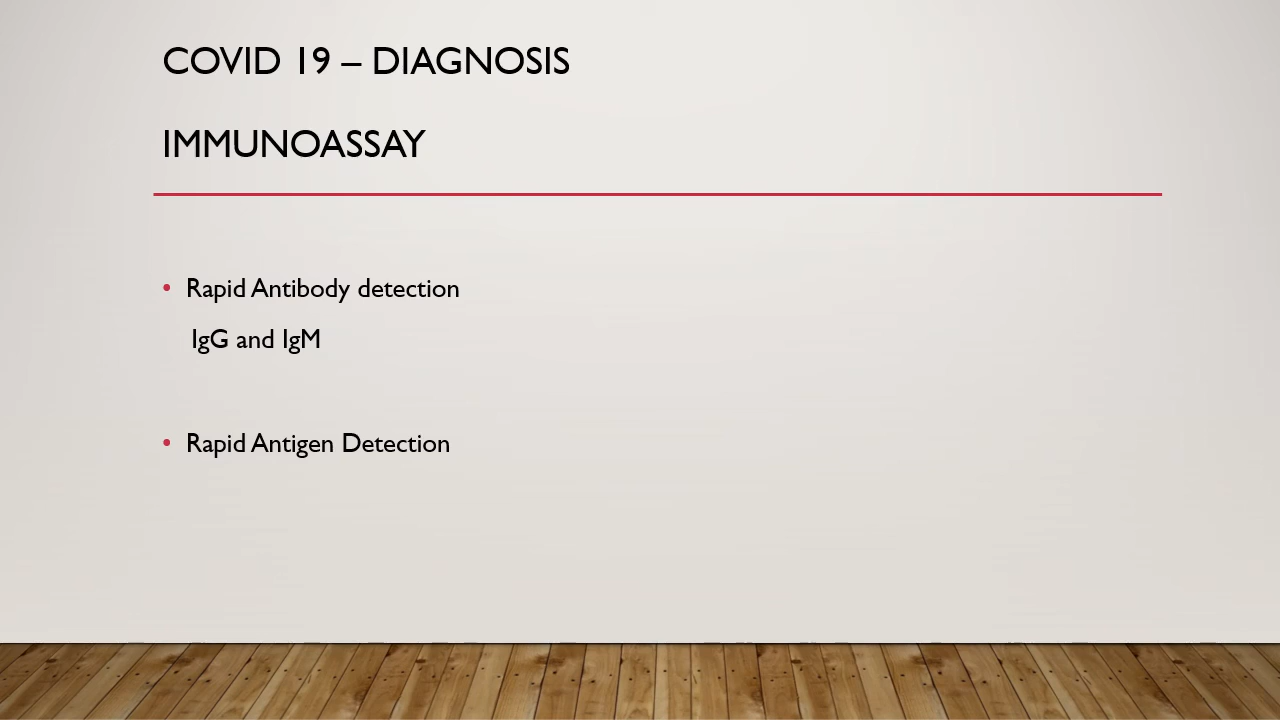 COVID 19 – DIAGNOSIS
IMMUNOASSAY
• Rapid Antibody detection
IgG and IgM
• Rapid Antigen Detection